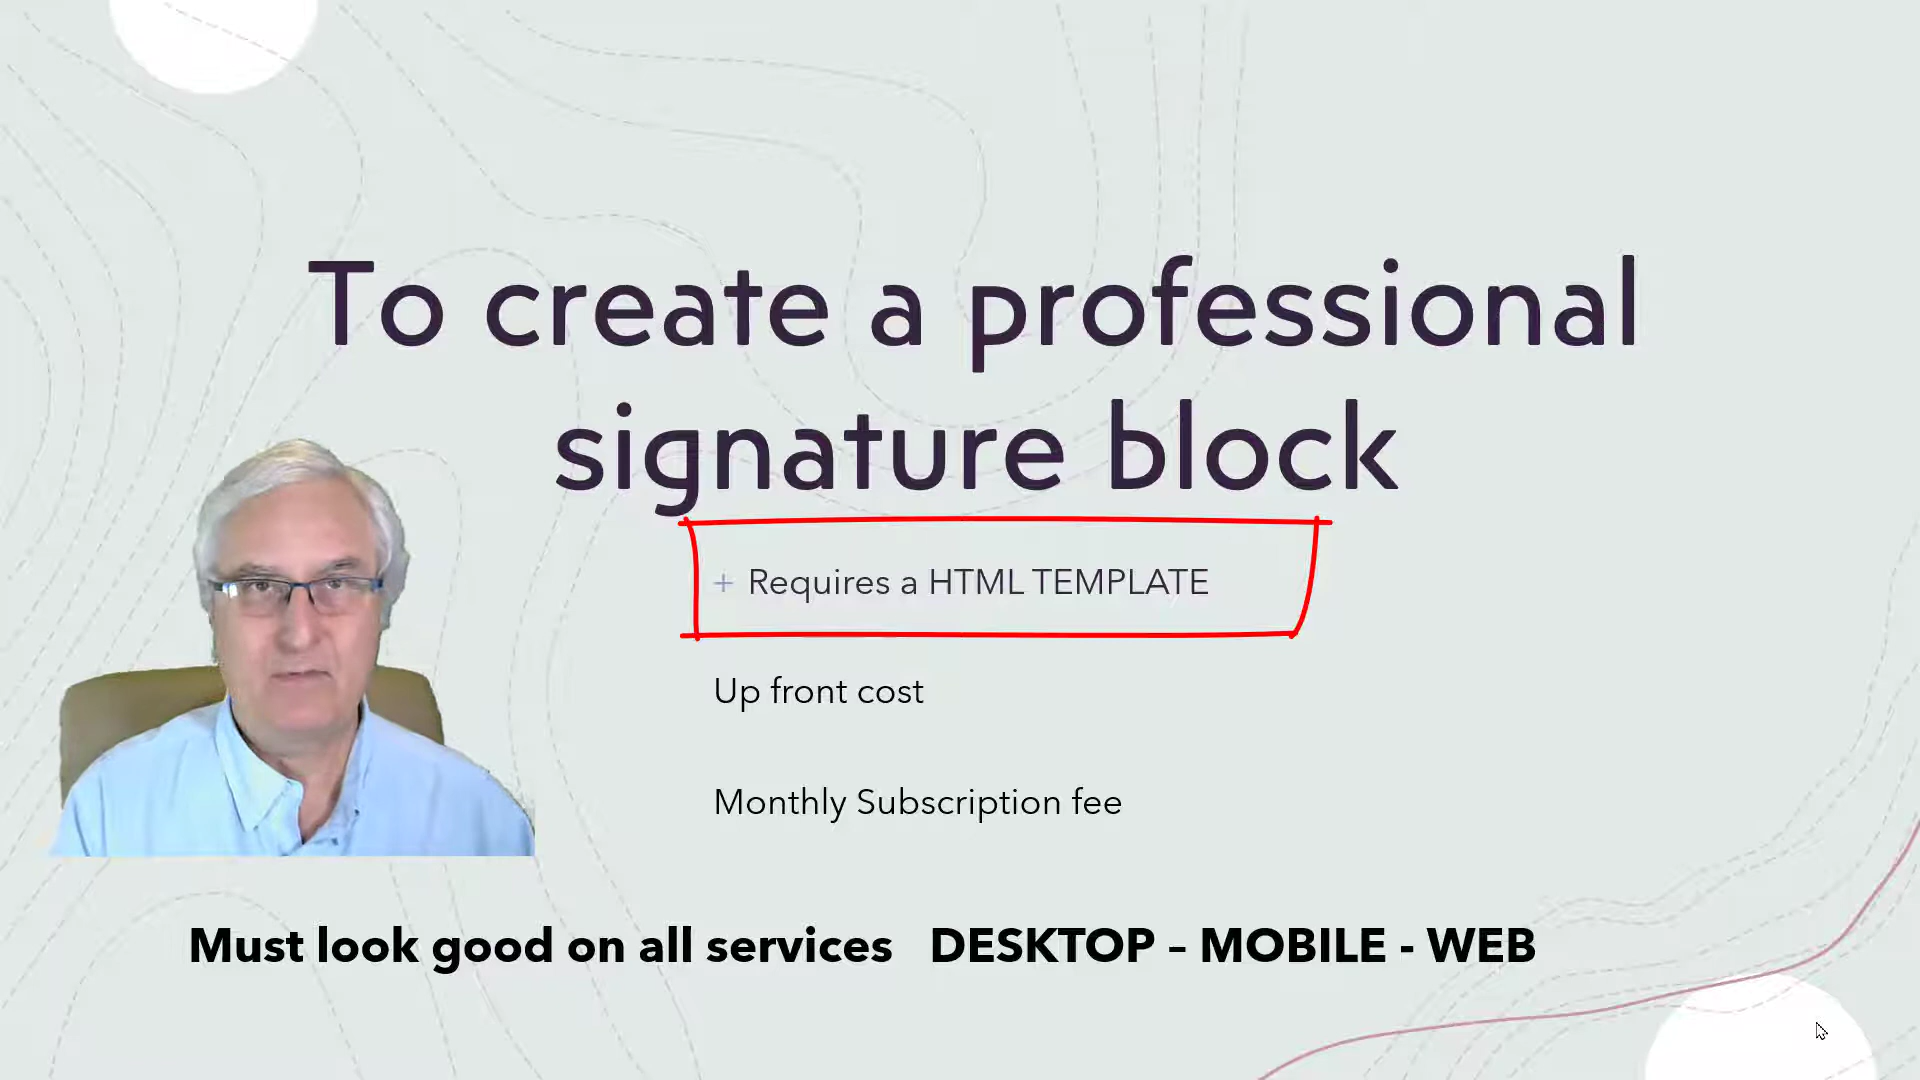 To create a professional
signature block
+ Requires a HTML TEMPLATE
Up front cost
Monthly Subscription fee
Must look good on all services DESKTOP – MOBILE - WEB